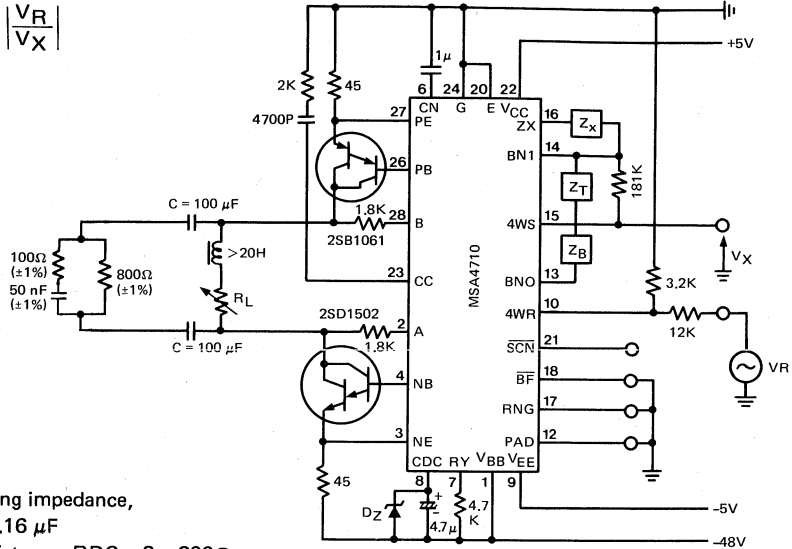 |V_R / V_X|
+5V
1μ
2K
45
4700P
6 24 20 22
CN G E V_CC
27 PE
ZX 16 Z_X
BN1 14
26 PB
Z_T
181K
C = 100 μF
1.8K
28 B
2SB1061
4WS 15
V_X
Z_B
>20H
100Ω
(±1%)
50 nF
(±1%)
800Ω
(±1%)
23 CC
MSA4710
BNO 13
3.2K
R_L
4WR 10
12K
2SD1502
2 A
1.8K
C = 100 μF
SCN 21
VR
4 NB
BF 18
RNG 17
3 NE
PAD 12
CDC RY V_BB V_EE
8 7 1 9
45
D_Z
+
-
4.7μ
4.7
K
-5V
-48V
ng impedance,
.16 μF